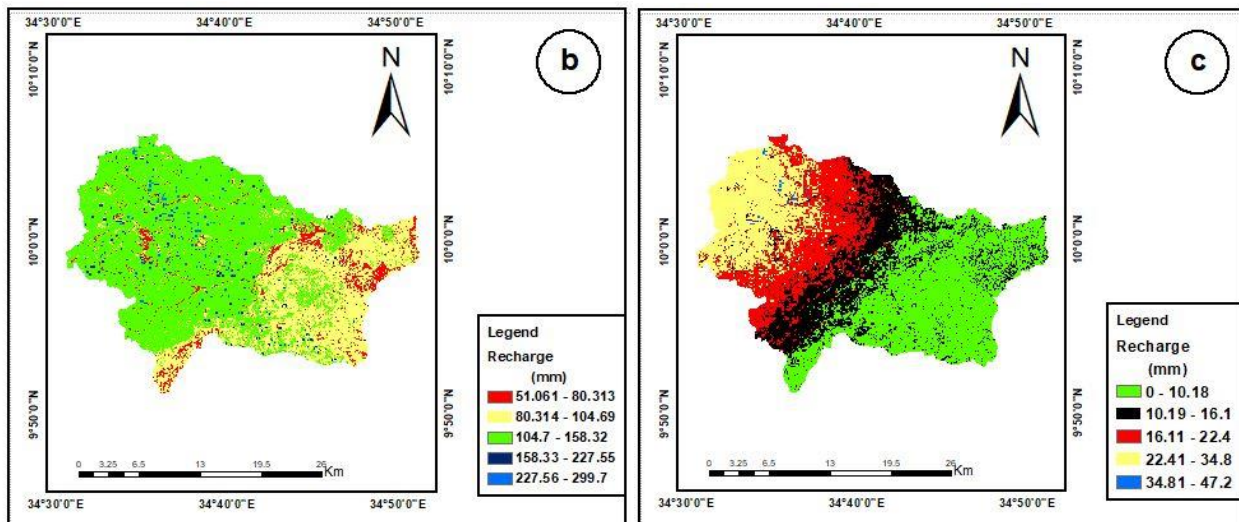 34°30'0"E 34°40'0"E 34°50'0"E
b
N
10°10'0"N 10°10'0"N
10°0'0"N 10°0'0"N
9°50'0"N 9°50'0"N
Legend
Recharge
(mm)
51.061 - 80.313
80.314 - 104.69
104.7 - 158.32
158.33 - 227.55
227.56 - 299.7
0 3.25 6.5 13 19.5 26
Km
34°30'0"E 34°40'0"E 34°50'0"E
34°30'0"E 34°40'0"E 34°50'0"E
c
N
10°10'0"N 10°10'0"N
10°0'0"N 10°0'0"N
9°50'0"N 9°50'0"N
Legend
Recharge
(mm)
0 - 10.18
10.19 - 16.1
16.11 - 22.4
22.41 - 34.8
34.81 - 47.2
0 3.25 6.5 13 19.5 26
Km
34°30'0"E 34°40'0"E 34°50'0"E